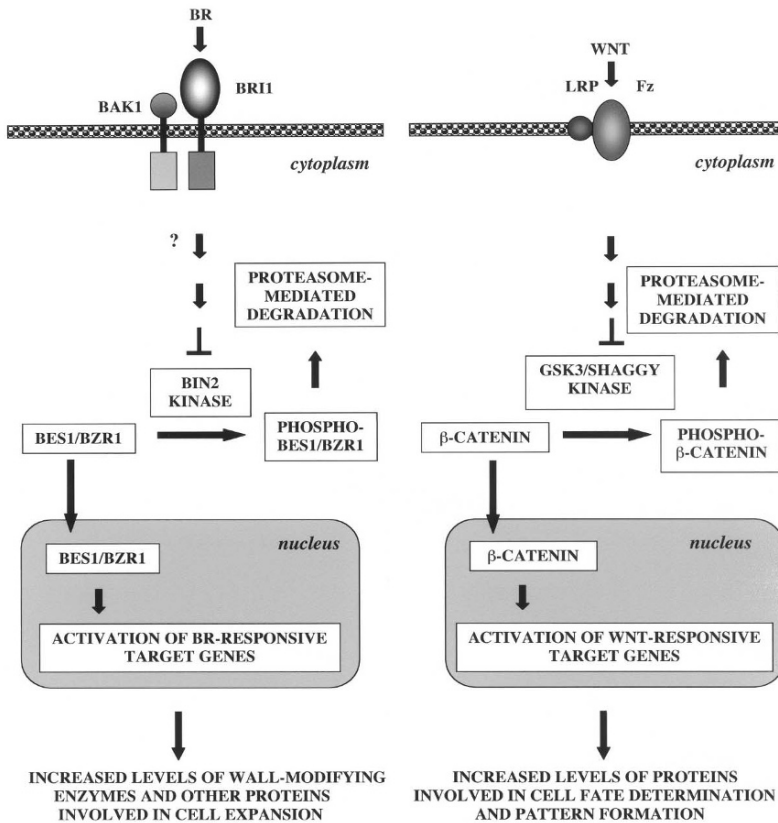 BR
BRI1
BAK1
cytoplasm
?
PROTEASOME-
MEDIATED
DEGRADATION
BIN2
KINASE
BES1/BZR1
PHOSPHO-
BES1/BZR1
nucleus
BES1/BZR1
ACTIVATION OF BR-RESPONSIVE
TARGET GENES
INCREASED LEVELS OF WALL-MODIFYING
ENZYMES AND OTHER PROTEINS
INVOLVED IN CELL EXPANSION
WNT
LRP
Fz
cytoplasm
PROTEASOME-
MEDIATED
DEGRADATION
GSK3/SHAGGY
KINASE
β-CATENIN
PHOSPHO-
β-CATENIN
nucleus
β-CATENIN
ACTIVATION OF WNT-RESPONSIVE
TARGET GENES
INCREASED LEVELS OF PROTEINS
INVOLVED IN CELL FATE DETERMINATION
AND PATTERN FORMATION